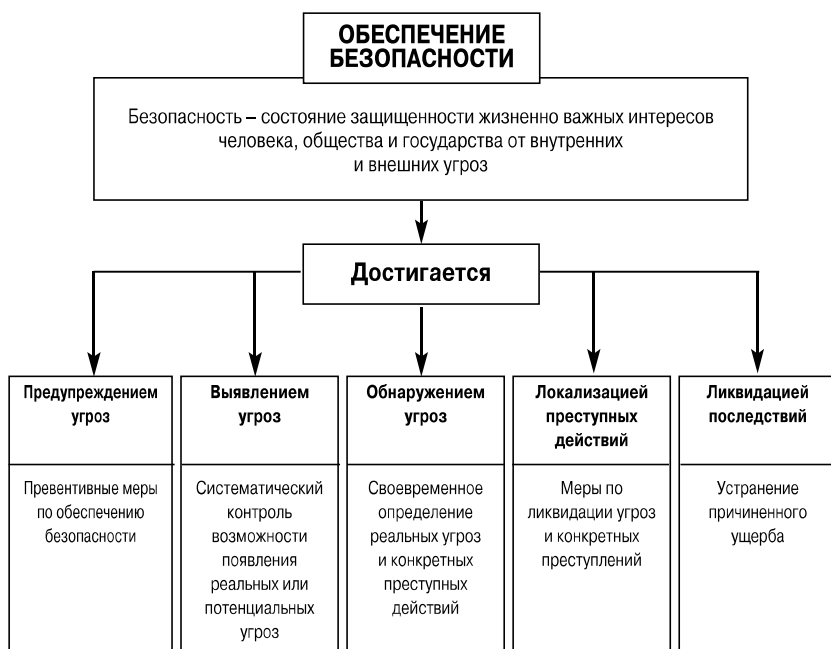 ОБЕСПЕЧЕНИЕ
БЕЗОПАСНОСТИ
Безопасность – состояние защищенности жизненно важных интересов
человека, общества и государства от внутренних
и внешних угроз
Достигается
Предупреждением
угроз
Превентивные меры
по обеспечению
безопасности
Выявлением
угроз
Систематический
контроль
возможности
появления
реальных или
потенциальных
угроз
Обнаружением
угроз
Своевременное
определение
реальных угроз
и конкретных
преступных
действий
Локализацией
преступных
действий
Меры по
ликвидации угроз
и конкретных
преступлений
Ликвидацией
последствий
Устранение
причиненного
ущерба